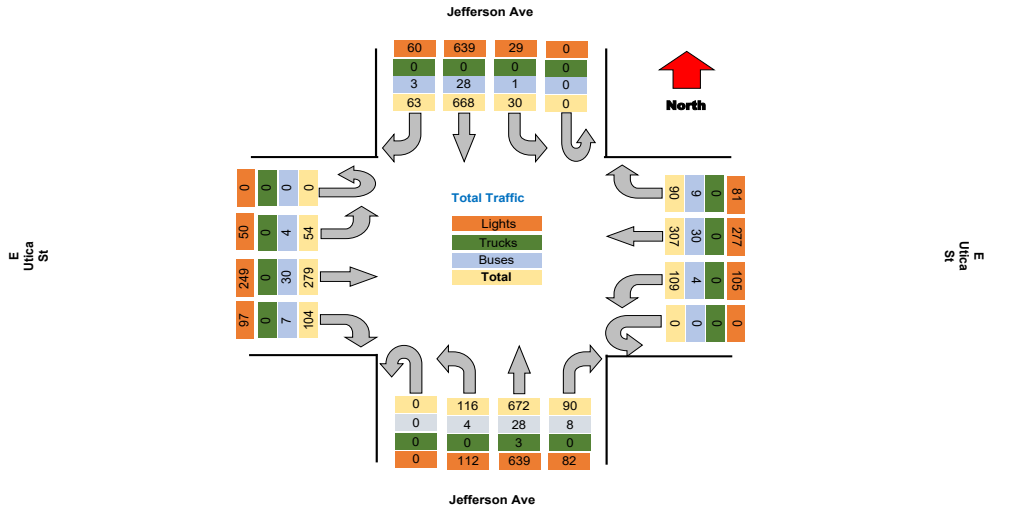 Jefferson Ave
60 639 29 0
0 0 0 0
3 28 1 0
63 668 30 0
North
0 0 0 0
50 0 4 54
249 0 30 279
97 0 7 104
E
Utica
St
Total Traffic
Lights
Trucks
Buses
Total
90 9 0 81
307 30 0 277
109 4 0 105
0 0 0 0
E
Utica
St
0 116 672 90
0 4 28 8
0 0 3 0
0 112 639 82
Jefferson Ave